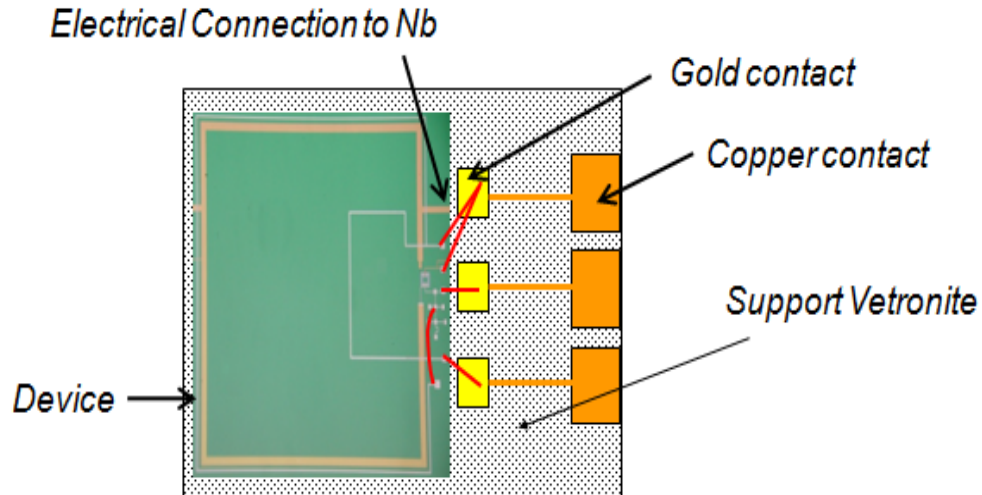 Electrical Connection to Nb
Gold contact
Copper contact
Support Vetronite
Device